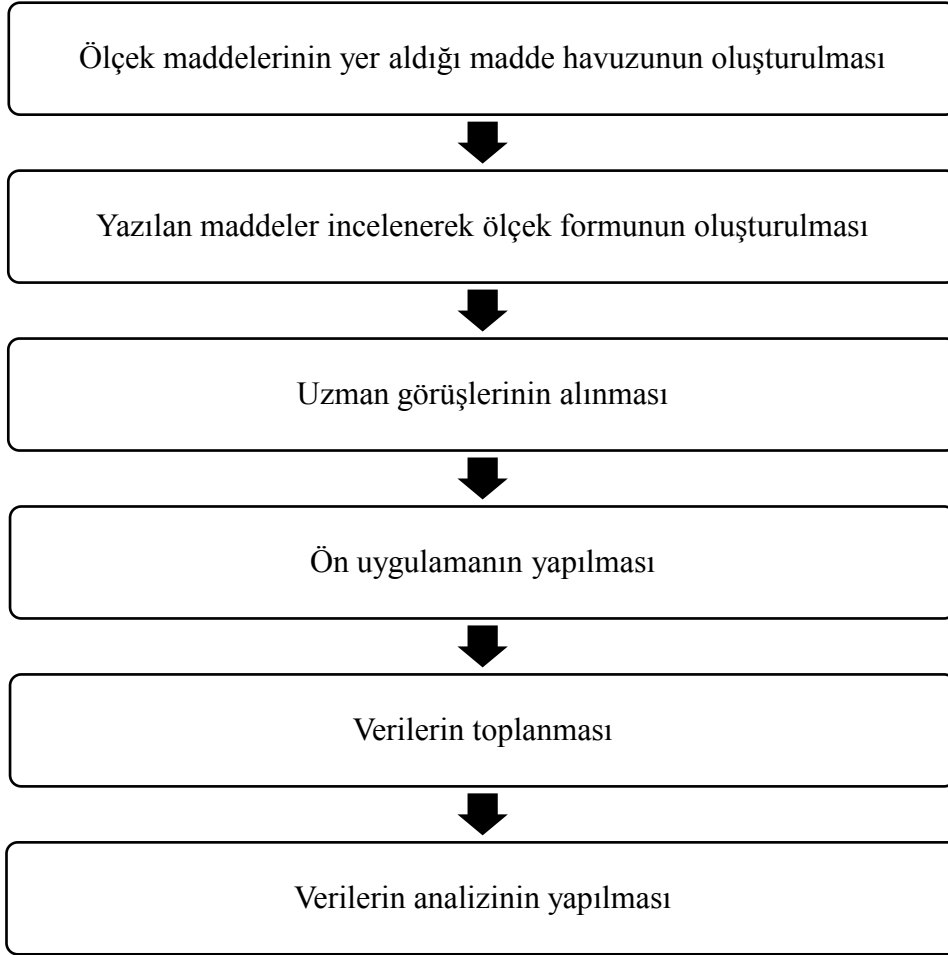 Ölçek maddelerinin yer aldığı madde havuzunun oluşturulması
Yazılan maddeler incelenerek ölçek formunun oluşturulması
Uzman görüşlerinin alınması
Ön uygulamanın yapılması
Verilerin toplanması
Verilerin analizinin yapılması